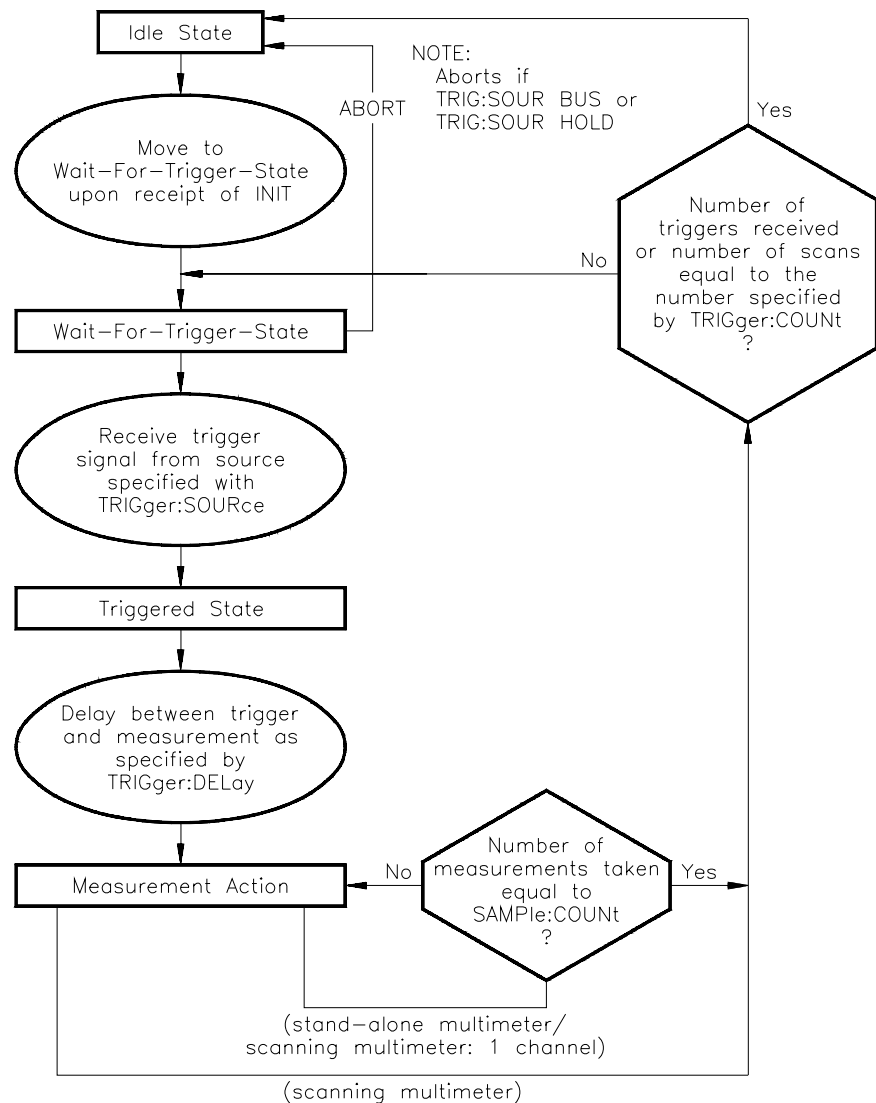 Idle State
NOTE:
Aborts if
TRIG:SOUR BUS or
TRIG:SOUR HOLD
ABORT
Yes
Move to
Wait-For-Trigger-State
upon receipt of INIT
Number of
triggers received
or number of scans
equal to the
number specified
by TRIGger:COUNt
?
No
Wait-For-Trigger-State
Receive trigger
signal from source
specified with
TRIGger:SOURce
Triggered State
Delay between trigger
and measurement as
specified by
TRIGger:DELay
Measurement Action
No
Number of
measurements taken
equal to
SAMPle:COUNt
?
Yes
(stand-alone multimeter/
scanning multimeter: 1 channel)
(scanning multimeter)